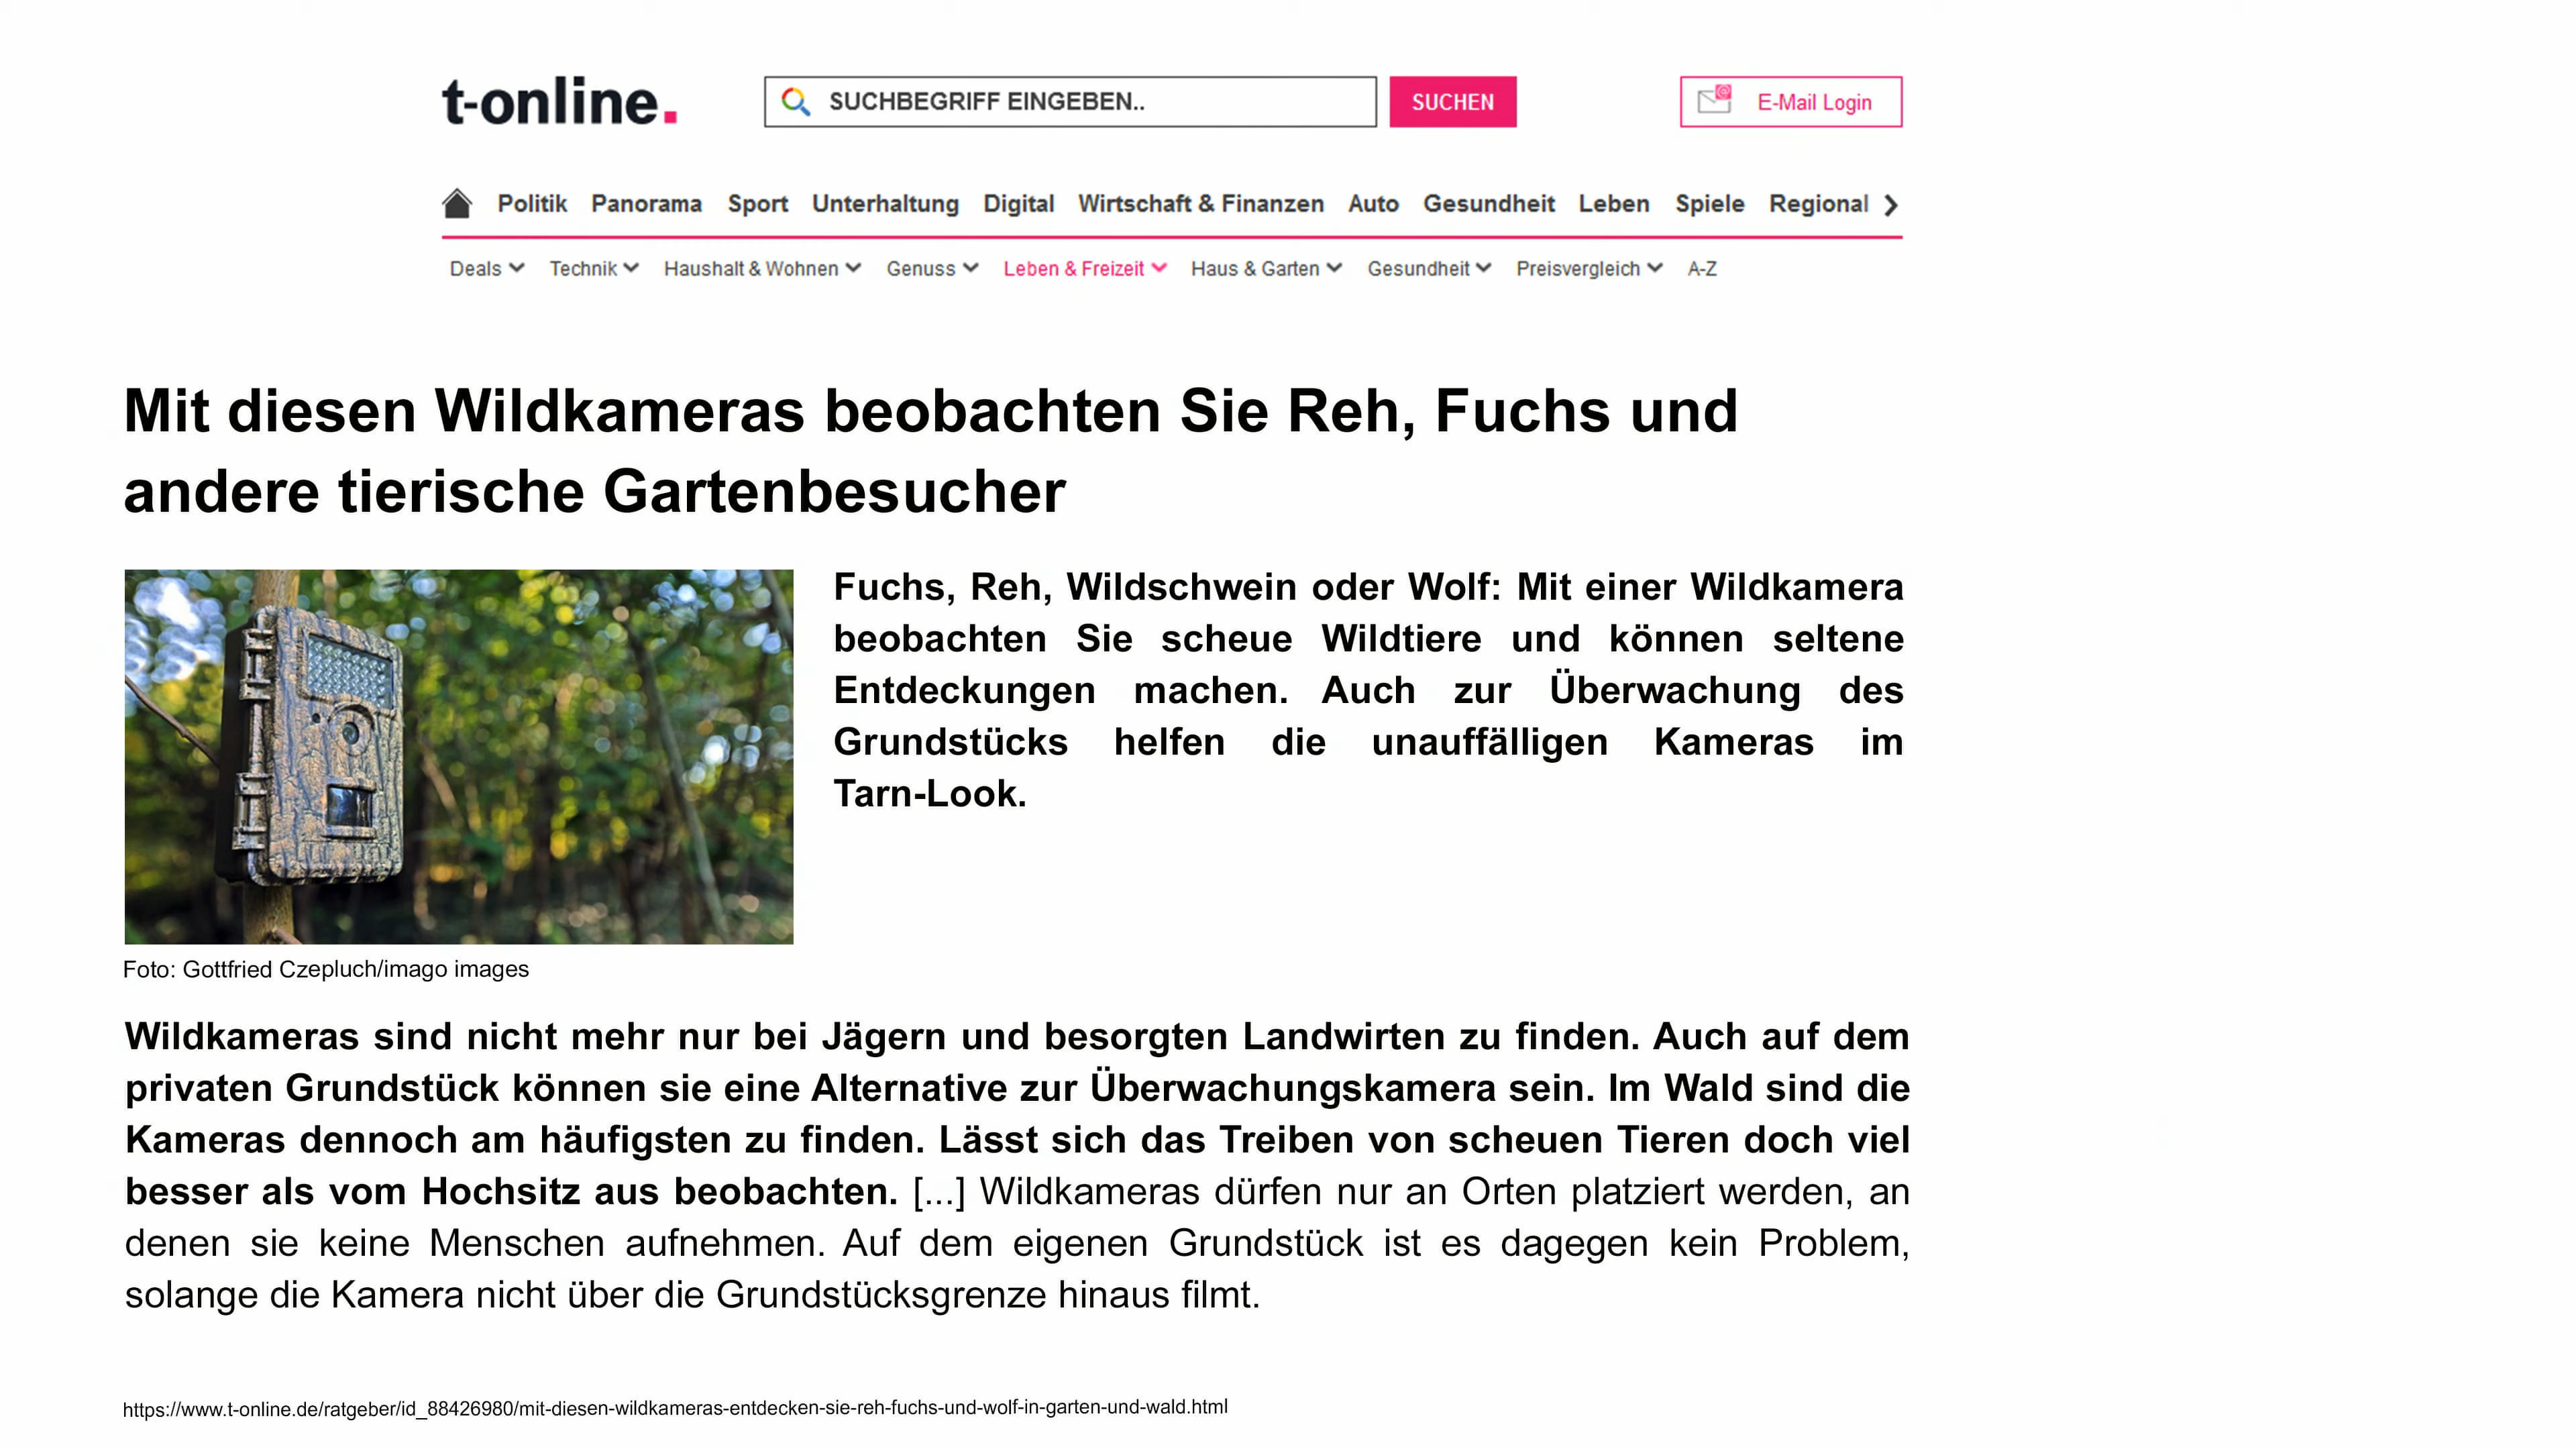 t-online.
SUCHBEGRIFF EINGEBEN..
SUCHEN
E-Mail Login
Politik Panorama Sport Unterhaltung Digital Wirtschaft & Finanzen Auto Gesundheit Leben Spiele Regional
Deals Technik Haushalt & Wohnen Genuss Leben & Freizeit Haus & Garten Gesundheit Preisvergleich A-Z
Mit diesen Wildkameras beobachten Sie Reh, Fuchs und
andere tierische Gartenbesucher
Fuchs, Reh, Wildschwein oder Wolf: Mit einer Wildkamera
beobachten Sie scheue Wildtiere und können seltene
Entdeckungen machen. Auch zur Überwachung des
Grundstücks helfen die unauffälligen Kameras im
Tarn-Look.
Foto: Gottfried Czepluch/imago images
Wildkameras sind nicht mehr nur bei Jägern und besorgten Landwirten zu finden. Auch auf dem
privaten Grundstück können sie eine Alternative zur Überwachungskamera sein. Im Wald sind die
Kameras dennoch am häufigsten zu finden. Lässt sich das Treiben von scheuen Tieren doch viel
besser als vom Hochsitz aus beobachten. [...] Wildkameras dürfen nur an Orten platziert werden, an
denen sie keine Menschen aufnehmen. Auf dem eigenen Grundstück ist es dagegen kein Problem,
solange die Kamera nicht über die Grundstücksgrenze hinaus filmt.
https://www.t-online.de/ratgeber/id_88426980/mit-diesen-wildkameras-entdecken-sie-reh-fuchs-und-wolf-in-garten-und-wald.html